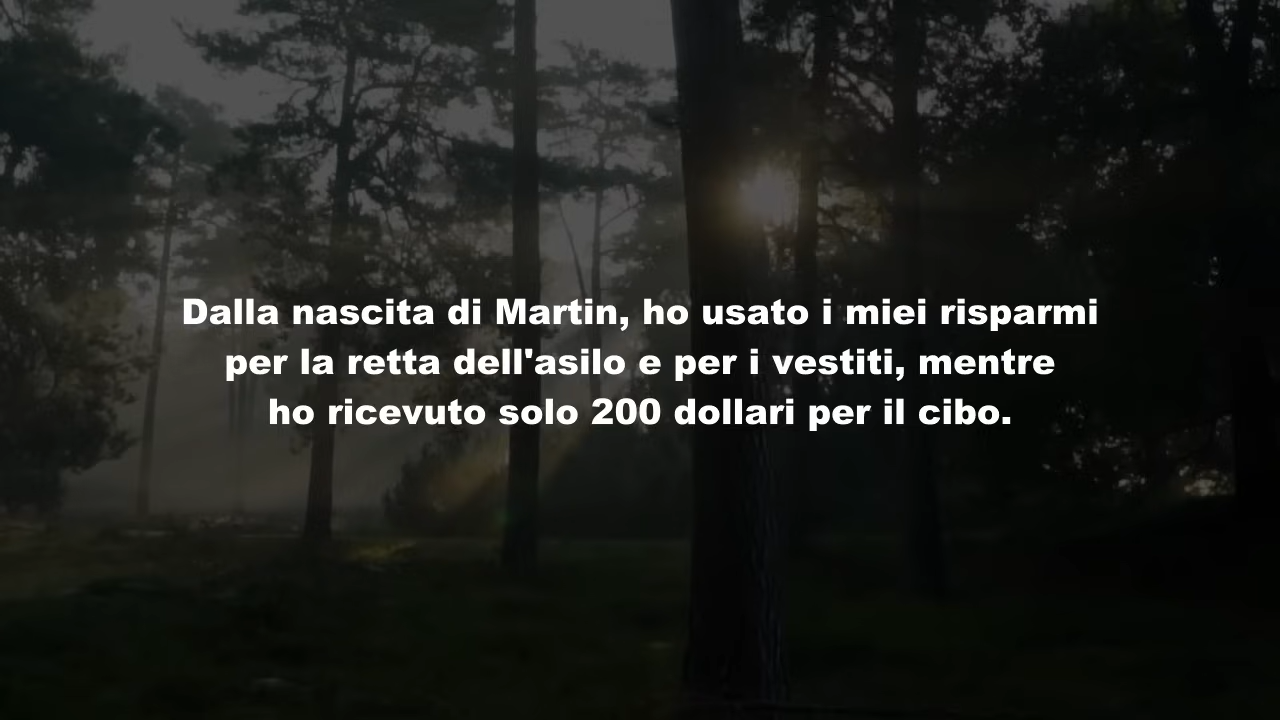 Dalla nascita di Martin, ho usato i miei risparmi
per la retta dell'asilo e per i vestiti, mentre
ho ricevuto solo 200 dollari per il cibo.